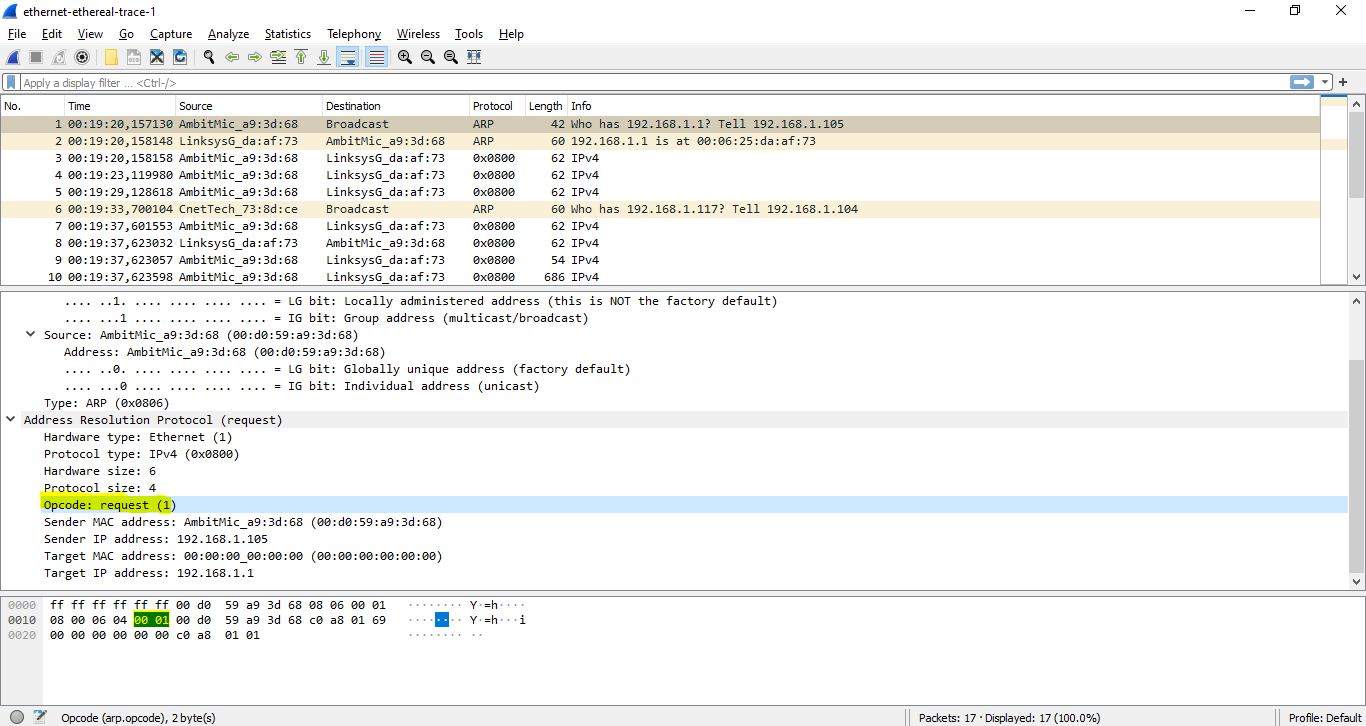 ethernet-ethereal-trace-1
File Edit View Go Capture Analyze Statistics Telephony Wireless Tools Help
Apply a display filter ... <Ctrl-/>
No. Time Source Destination Protocol Length Info
1 00:19:20,157130 AmbitMic_a9:3d:68 Broadcast ARP 42 Who has 192.168.1.1? Tell 192.168.1.105
2 00:19:20,158148 LinksysG_da:af:73 AmbitMic_a9:3d:68 ARP 60 192.168.1.1 is at 00:06:25:da:af:73
3 00:19:20,158158 AmbitMic_a9:3d:68 LinksysG_da:af:73 0x0800 62 IPv4
4 00:19:23,119980 AmbitMic_a9:3d:68 LinksysG_da:af:73 0x0800 62 IPv4
5 00:19:29,128618 AmbitMic_a9:3d:68 LinksysG_da:af:73 0x0800 62 IPv4
6 00:19:33,700104 CnetTech_73:8d:ce Broadcast ARP 60 Who has 192.168.1.117? Tell 192.168.1.104
7 00:19:37,601553 AmbitMic_a9:3d:68 LinksysG_da:af:73 0x0800 62 IPv4
8 00:19:37,623032 LinksysG_da:af:73 AmbitMic_a9:3d:68 0x0800 62 IPv4
9 00:19:37,623057 AmbitMic_a9:3d:68 LinksysG_da:af:73 0x0800 54 IPv4
10 00:19:37,623598 AmbitMic_a9:3d:68 LinksysG_da:af:73 0x0800 686 IPv4
.... ..1. .... .... .... .... = LG bit: Locally administered address (this is NOT the factory default)
.... ...1 .... .... .... .... = IG bit: Group address (multicast/broadcast)
Source: AmbitMic_a9:3d:68 (00:d0:59:a9:3d:68)
Address: AmbitMic_a9:3d:68 (00:d0:59:a9:3d:68)
.... ..0. .... .... .... .... = LG bit: Globally unique address (factory default)
.... ...0 .... .... .... .... = IG bit: Individual address (unicast)
Type: ARP (0x0806)
Address Resolution Protocol (request)
Hardware type: Ethernet (1)
Protocol type: IPv4 (0x0800)
Hardware size: 6
Protocol size: 4
Opcode: request (1)
Sender MAC address: AmbitMic_a9:3d:68 (00:d0:59:a9:3d:68)
Sender IP address: 192.168.1.105
Target MAC address: 00:00:00_00:00:00 (00:00:00:00:00:00)
Target IP address: 192.168.1.1
0000 ff ff ff ff ff ff 00 d0 59 a9 3d 68 08 06 00 01 ········ Y·=h····
0010 08 00 06 04 00 01 00 d0 59 a9 3d 68 c0 a8 01 69 ········ Y·=h···i
0020 00 00 00 00 00 00 c0 a8 01 01 ········ ··
Opcode (arp.opcode), 2 byte(s) Packets: 17 · Displayed: 17 (100.0%) Profile: Default